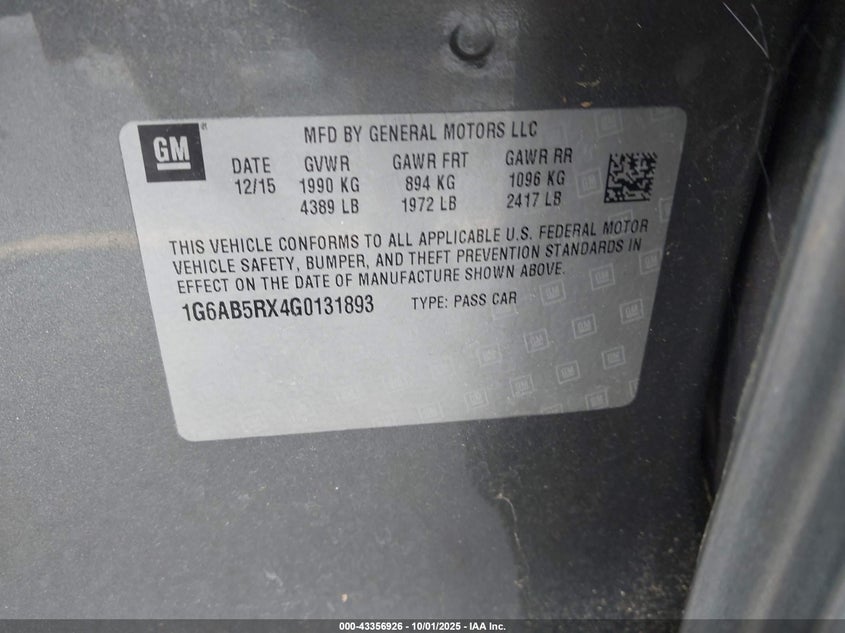 GM
MFD BY GENERAL MOTORS LLC
DATE GVWR GAWR FRT GAWR RR
12/15 1990 KG 894 KG 1096 KG
4389 LB 1972 LB 2417 LB
THIS VEHICLE CONFORMS TO ALL APPLICABLE U.S. FEDERAL MOTOR
VEHICLE SAFETY, BUMPER, AND THEFT PREVENTION STANDARDS IN
EFFECT ON THE DATE OF MANUFACTURE SHOWN ABOVE.
1G6AB5RX4G0131893 TYPE: PASS CAR
000-43356926 - 10/01/2025 - IAA Inc.